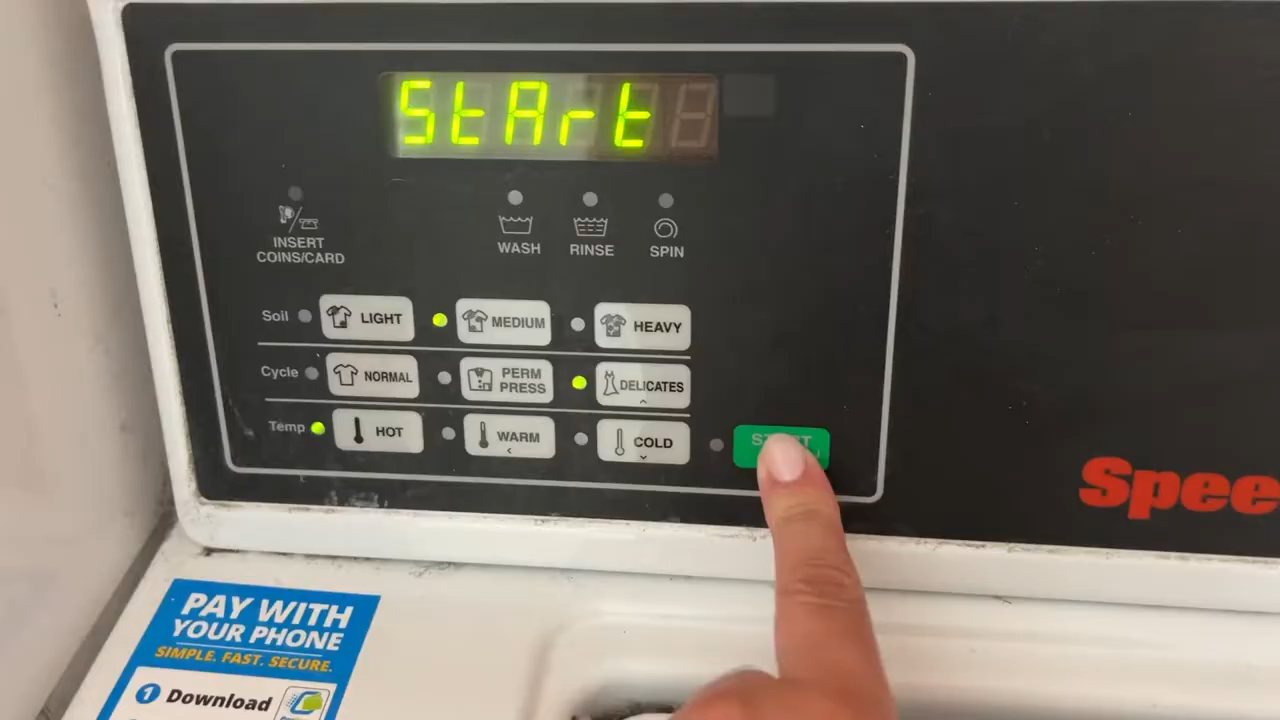 StArt
INSERT
COINS/CARD
WASH
RINSE
SPIN
Soil
LIGHT
MEDIUM
HEAVY
Cycle
NORMAL
PERM
PRESS
DELICATES
Temp
HOT
WARM
COLD
Spee
PAY WITH
YOUR PHONE
SIMPLE. FAST. SECURE.
1 Download